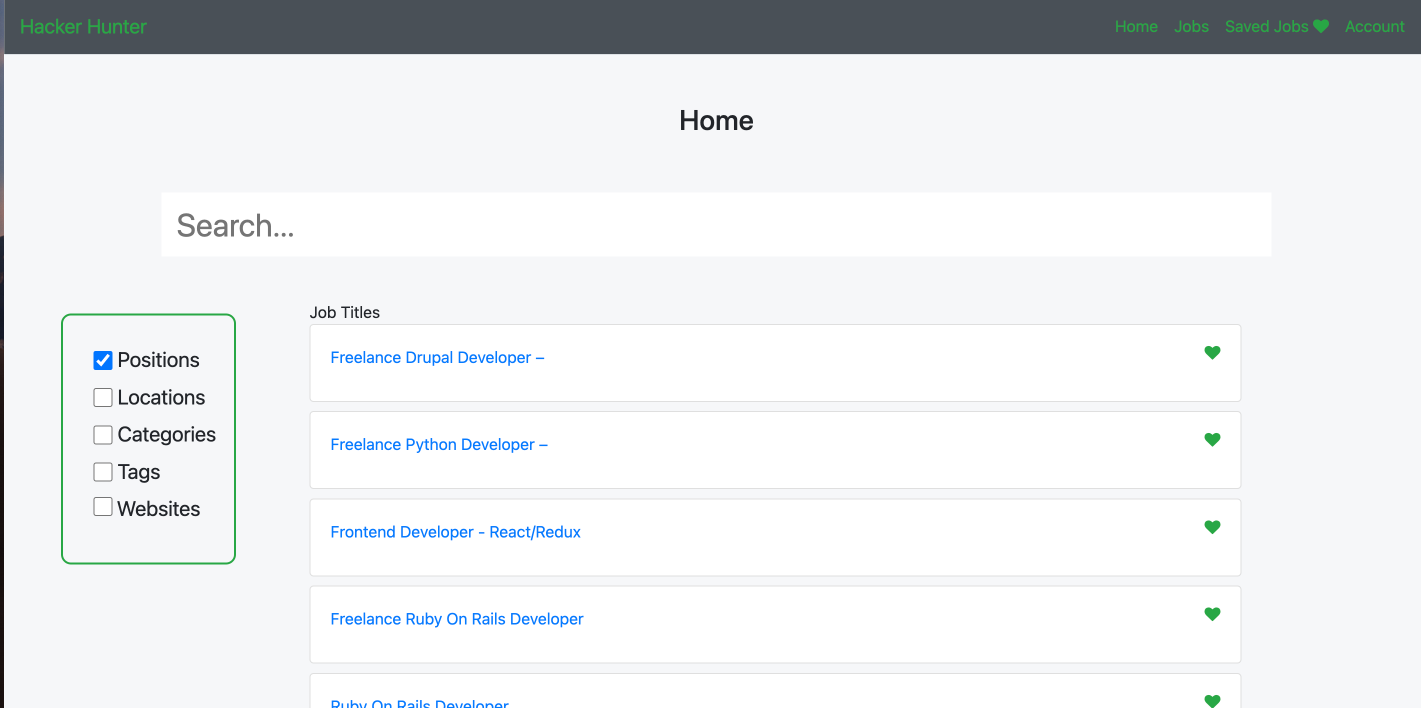 Hacker Hunter
Home Jobs Saved Jobs Account
Home
Search...
Positions
Locations
Categories
Tags
Websites
Job Titles
Freelance Drupal Developer –
Freelance Python Developer –
Frontend Developer - React/Redux
Freelance Ruby On Rails Developer
Ruby On Rails Developer